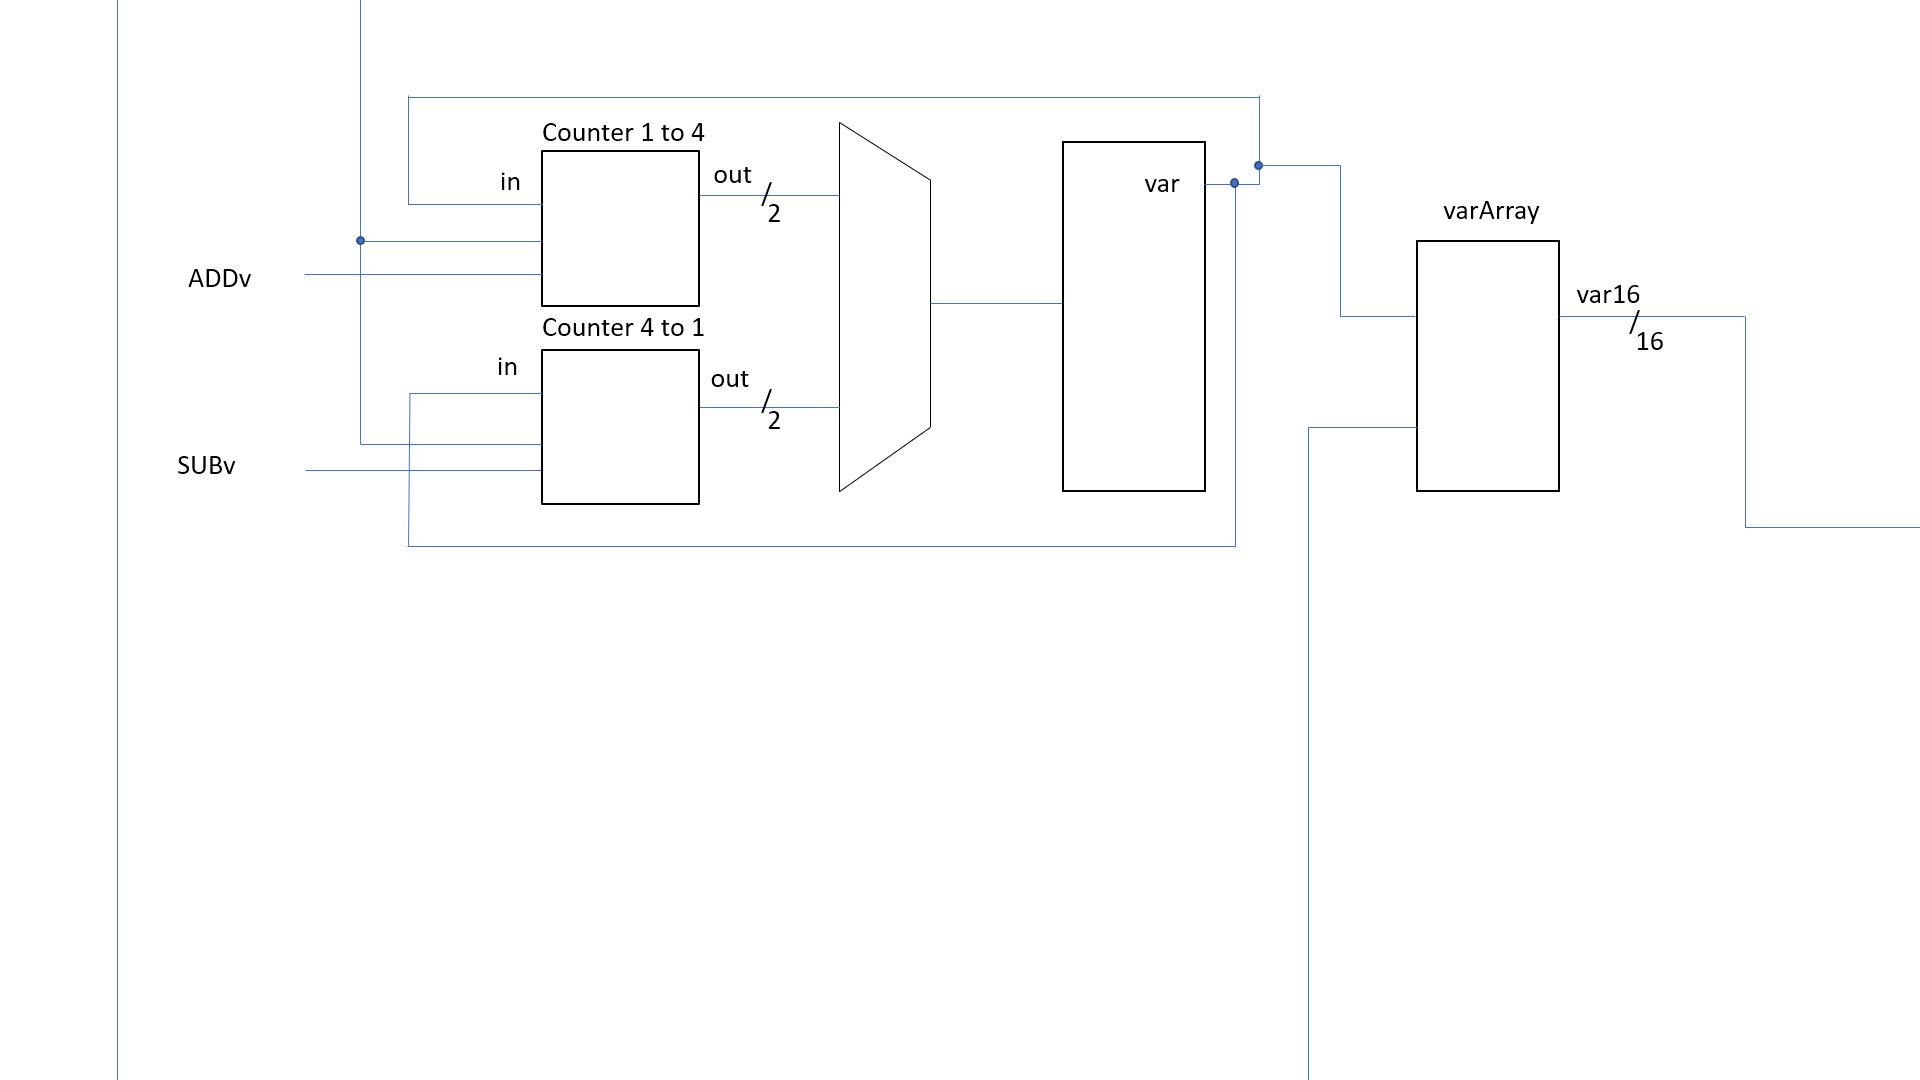 Counter 1 to 4
in
out
2
ADDv
Counter 4 to 1
in
out
2
SUBv
var
varArray
var16
16